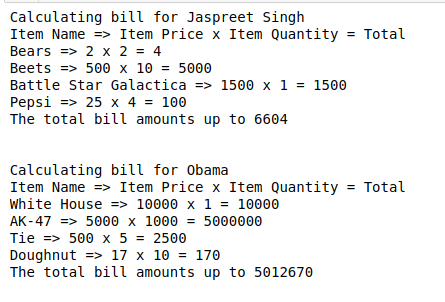 Calculating bill for Jaspreet Singh
Item Name => Item Price x Item Quantity = Total
Bears => 2 x 2 = 4
Beets => 500 x 10 = 5000
Battle Star Galactica => 1500 x 1 = 1500
Pepsi => 25 x 4 = 100
The total bill amounts up to 6604
Calculating bill for Obama
Item Name => Item Price x Item Quantity = Total
White House => 10000 x 1 = 10000
AK-47 => 5000 x 1000 = 5000000
Tie => 500 x 5 = 2500
Doughnut => 17 x 10 = 170
The total bill amounts up to 5012670